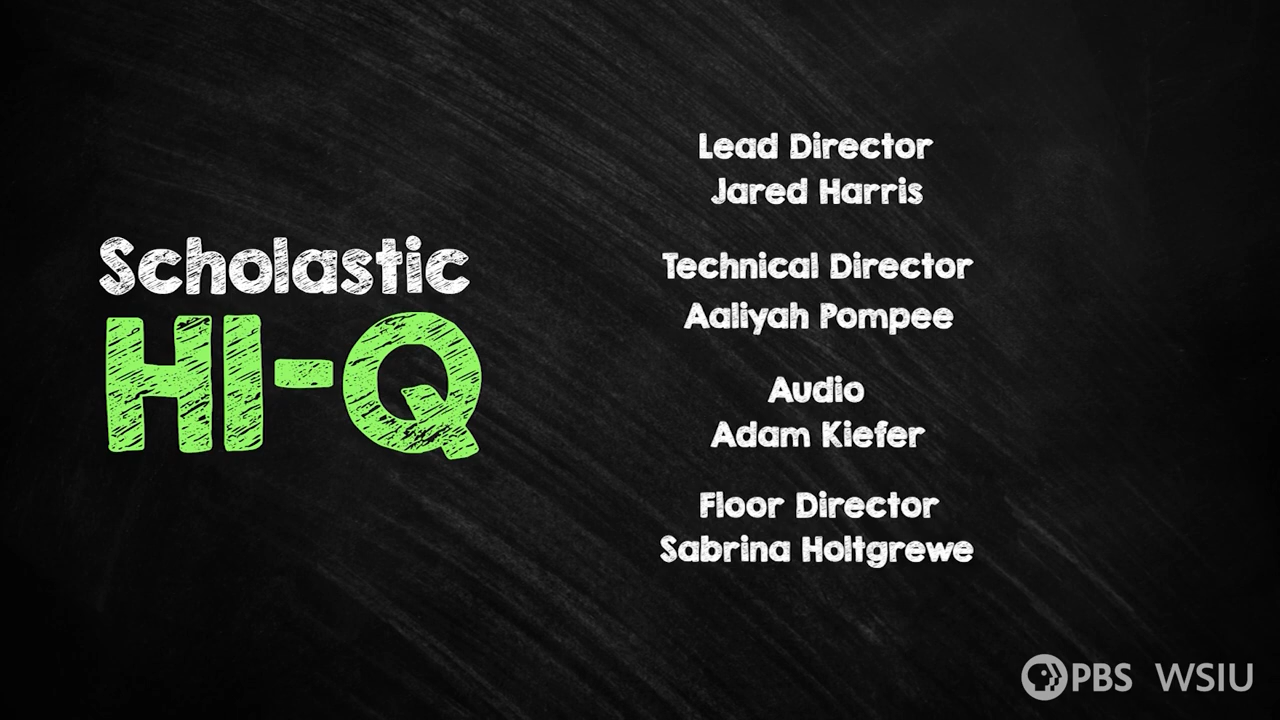 Scholastic
HI-Q
Lead Director
Jared Harris
Technical Director
Aaliyah Pompee
Audio
Adam Kiefer
Floor Director
Sabrina Holtgrewe
PBS WSIU